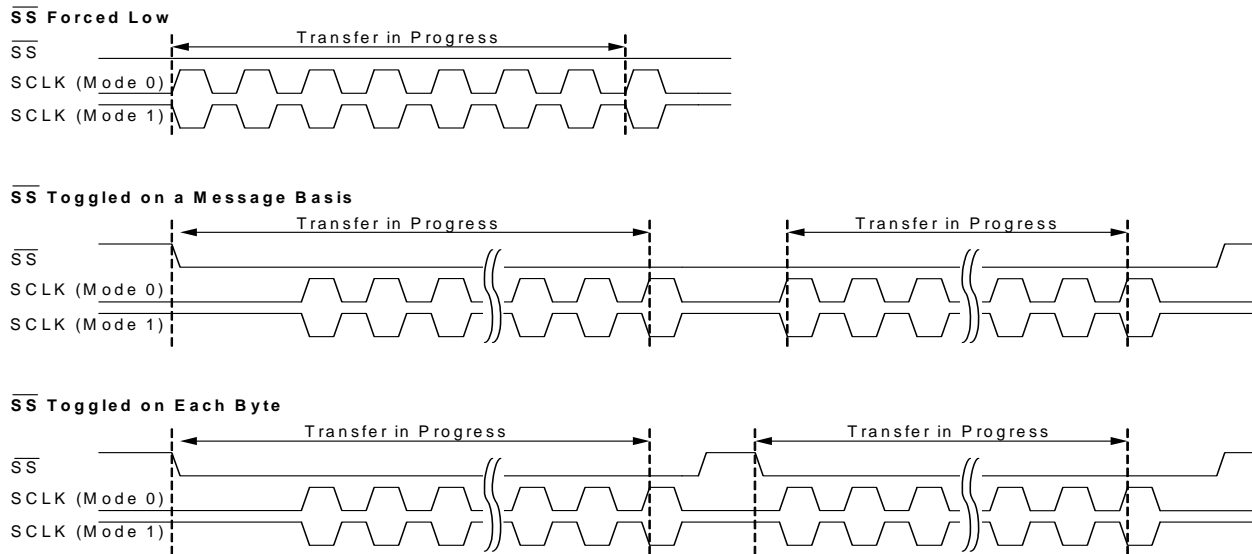 SS Forced Low
Transfer in Progress
SS
SCLK (Mode 0)
SCLK (Mode 1)
SS Toggled on a Message Basis
Transfer in Progress Transfer in Progress
SS
SCLK (Mode 0)
SCLK (Mode 1)
SS Toggled on Each Byte
Transfer in Progress Transfer in Progress
SS
SCLK (Mode 0)
SCLK (Mode 1)